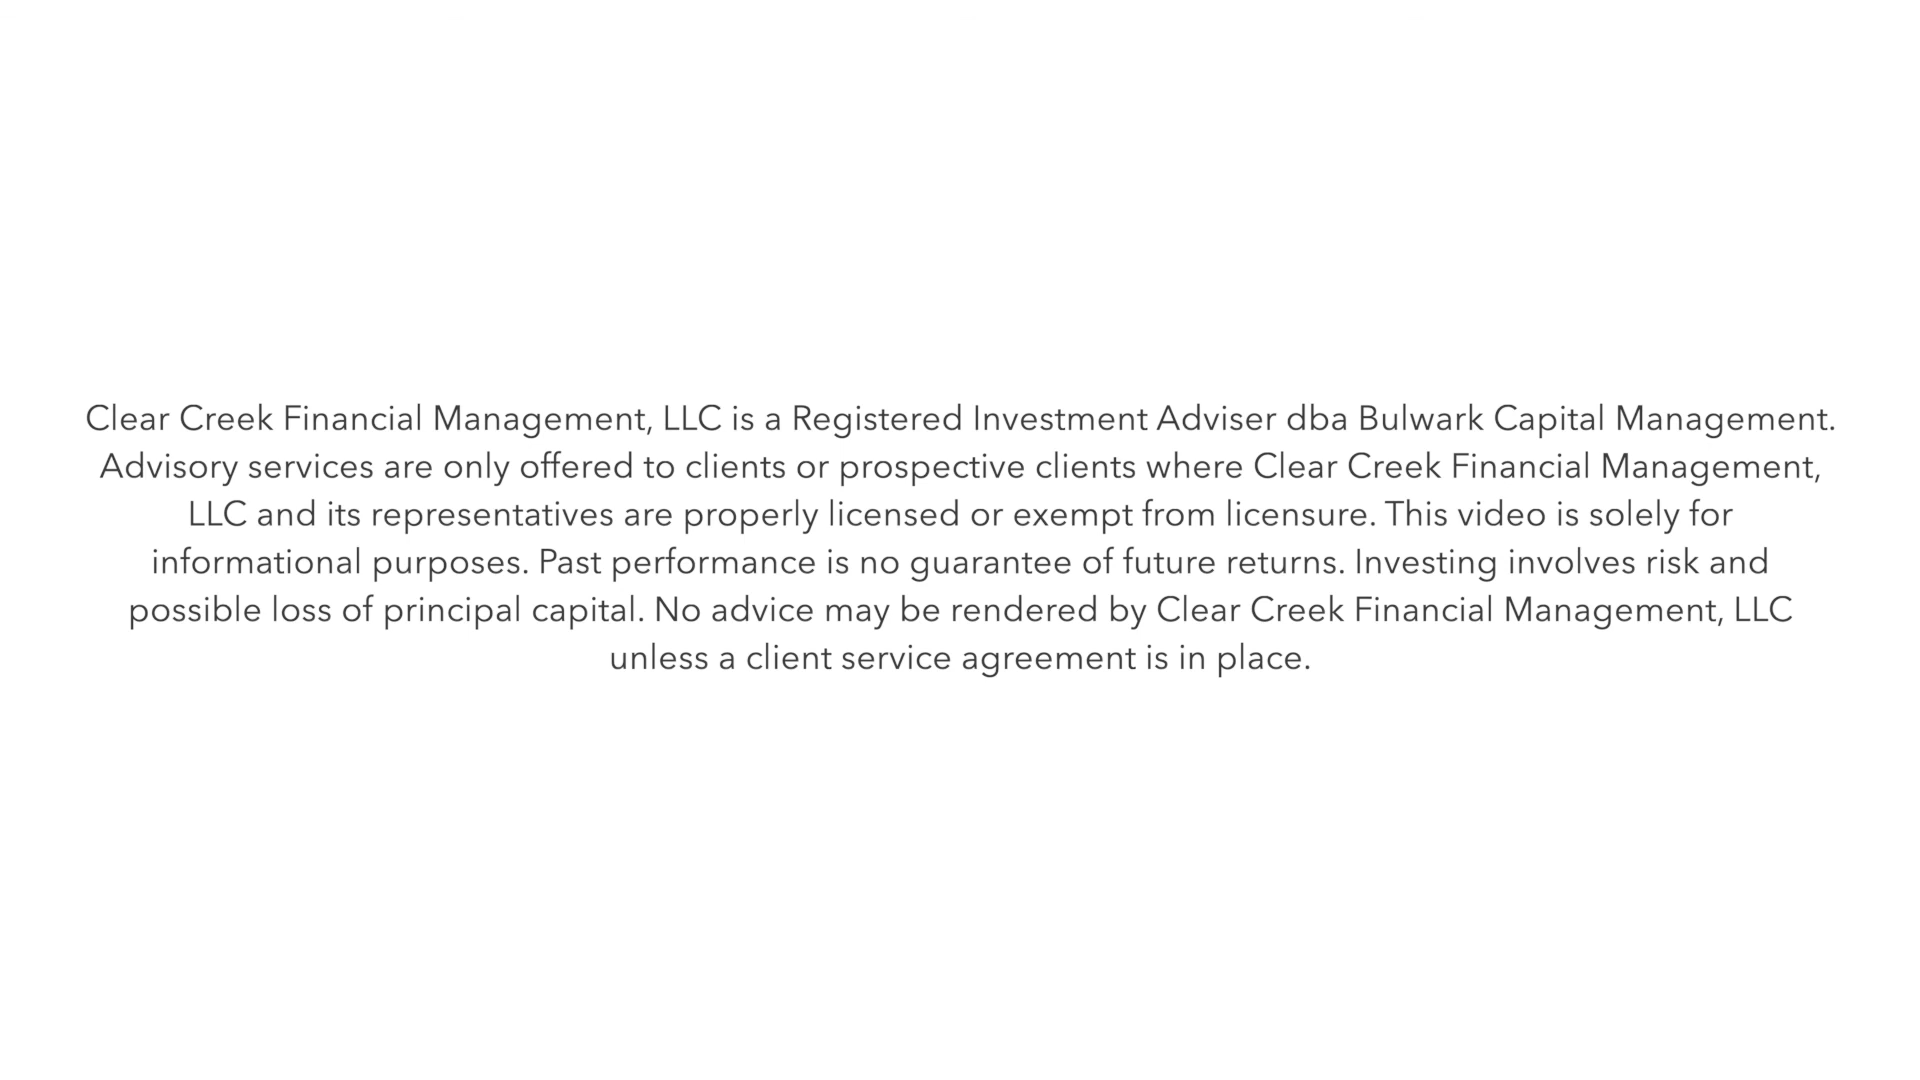 Clear Creek Financial Management, LLC is a Registered Investment Adviser dba Bulwark Capital Management.
Advisory services are only offered to clients or prospective clients where Clear Creek Financial Management,
LLC and its representatives are properly licensed or exempt from licensure. This video is solely for
informational purposes. Past performance is no guarantee of future returns. Investing involves risk and
possible loss of principal capital. No advice may be rendered by Clear Creek Financial Management, LLC
unless a client service agreement is in place.